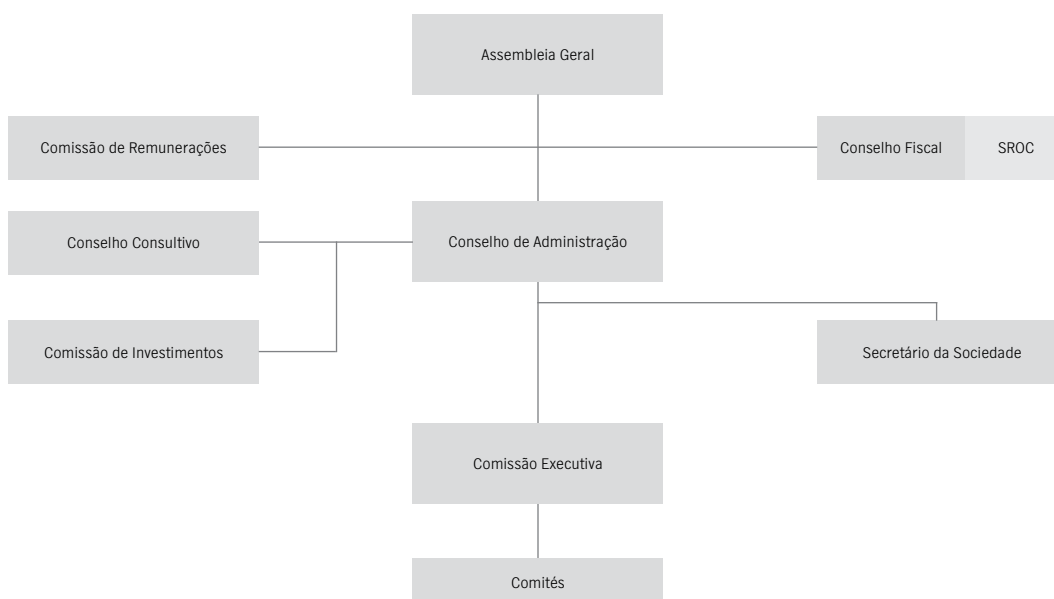 Assembleia Geral
Comissão de Remunerações
Conselho Fiscal
SROC
Conselho Consultivo
Conselho de Administração
Comissão de Investimentos
Secretário da Sociedade
Comissão Executiva
Comités